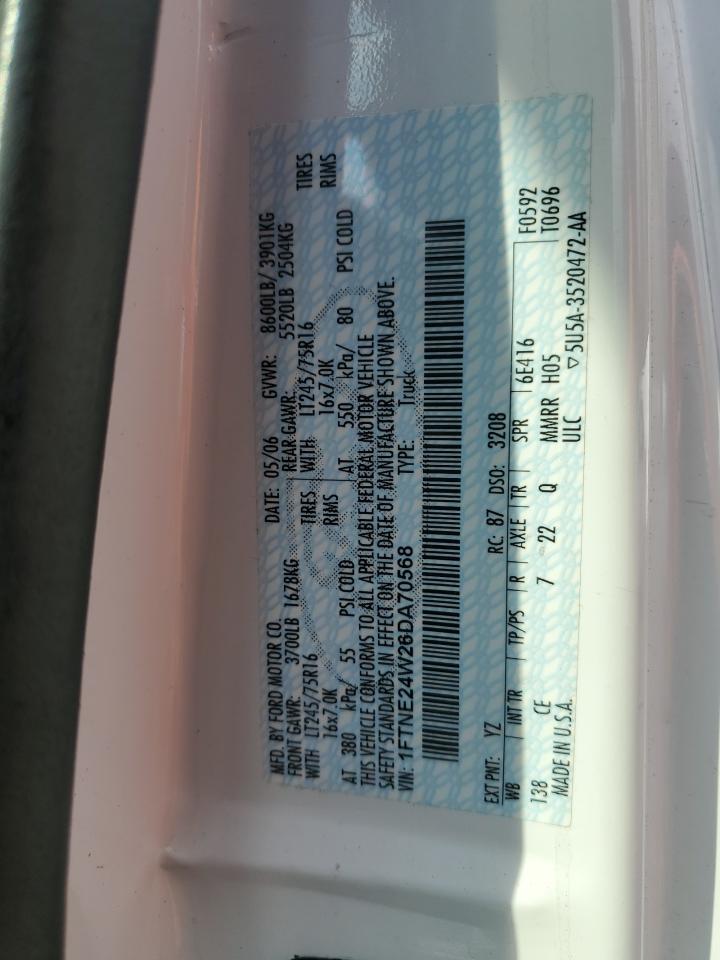 MFD. BY FORD MOTOR CO. DATE: 05/06 GVWR: 8600LB/ 3901KG
FRONT GAWR: 3700LB 1678KG REAR GAWR: 5520LB 2504KG
WITH LT245/75R16 TIRES WITH LT245/75R16 TIRES
16x7.0K RIMS 16x7.0K RIMS
AT 380 kPa/ 55 PSI COLD AT 550 kPa/ 80 PSI COLD
THIS VEHICLE CONFORMS TO ALL APPLICABLE FEDERAL MOTOR VEHICLE
SAFETY STANDARDS IN EFFECT ON THE DATE OF MANUFACTURE SHOWN ABOVE.
VIN: 1FTNE24W26DA70568 TYPE: Truck
EXT PNT: YZ RC: 87 DSO: 3208
WB INT TR TP/PS R AXLE TR SPR 6E416 F0592
138 CE 7 22 Q MMRR H05 T0696
MADE IN U.S.A. ULC ▽5U5A-3520472-AA